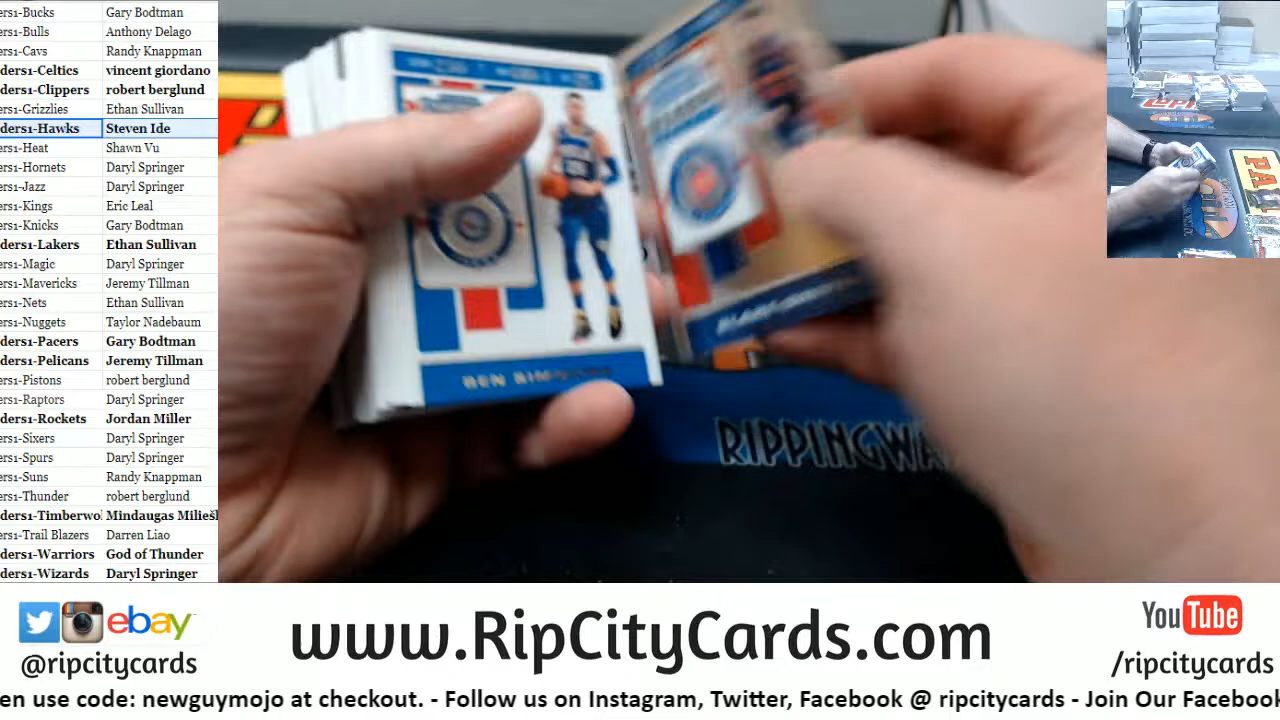 ers1-Bucks Gary Bodtman
ers1-Bulls Anthony Delago
ers1-Cavs Randy Knappman
ders1-Celtics vincent giordano
ders1-Clippers robert berglund
ers1-Grizzlies Ethan Sullivan
ders1-Hawks Steven Ide
ers1-Heat Shawn Vu
ers1-Hornets Daryl Springer
ers1-Jazz Daryl Springer
ers1-Kings Eric Leal
ers1-Knicks Gary Bodtman
ders1-Lakers Ethan Sullivan
ers1-Magic Daryl Springer
ers1-Mavericks Jeremy Tillman
ers1-Nets Ethan Sullivan
ers1-Nuggets Taylor Nadebaum
ders1-Pacers Gary Bodtman
ders1-Pelicans Jeremy Tillman
ers1-Pistons robert berglund
ers1-Raptors Daryl Springer
ders1-Rockets Jordan Miller
ers1-Sixers Daryl Springer
ers1-Spurs Daryl Springer
ers1-Suns Randy Knappman
ers1-Thunder robert berglund
ders1-Timberwo Mindaugas Milieš
ers1-Trail Blazers Darren Liao
ders1-Warriors God of Thunder
ders1-Wizards Daryl Springer
BEN SIMMONS
RIPPINGWA
ebay
@ripcitycards
www.RipCityCards.com
YouTube
/ripcitycards
en use code: newguymojo at checkout. - Follow us on Instagram, Twitter, Facebook @ ripcitycards - Join Our Facebook